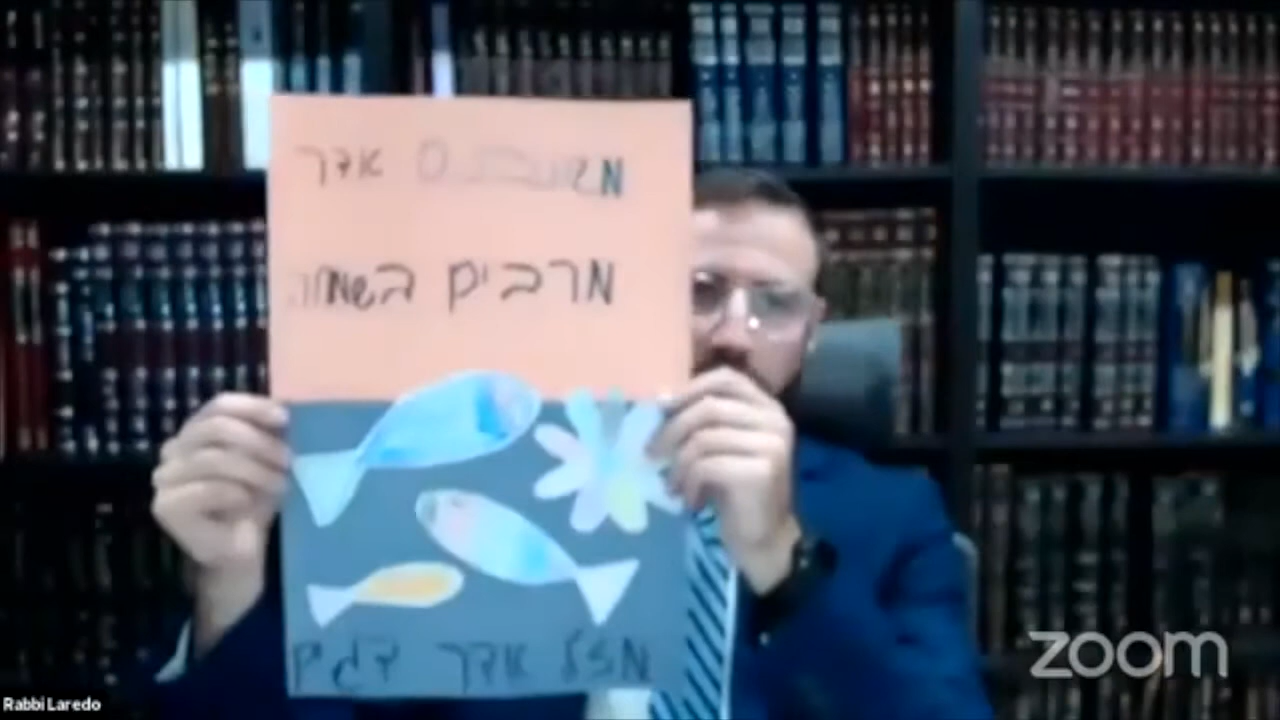 משנכנס אדר
מרבים בשמחה
מזל אדר דגים
zoom
Rabbi Laredo